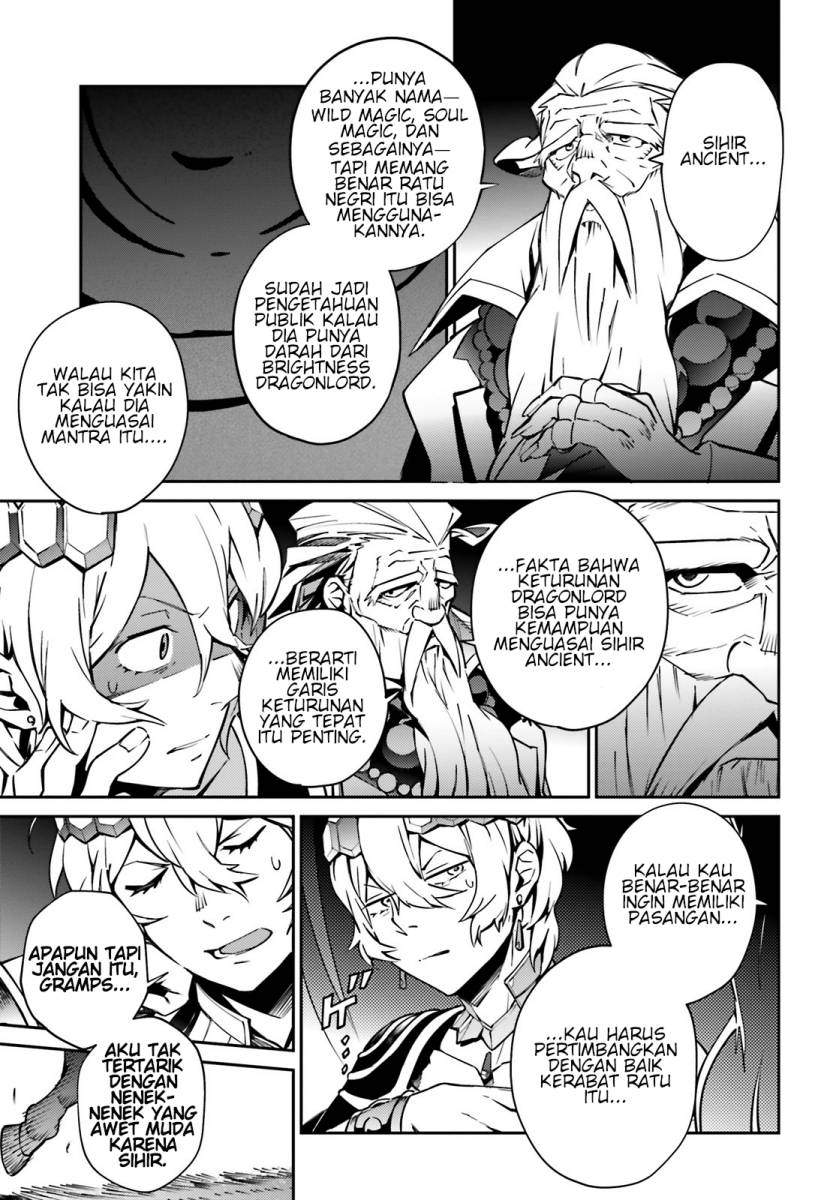 SIHIR
ANCIENT...
...PUNYA
BANYAK NAMA—
WILD MAGIC, SOUL
MAGIC, DAN
SEBAGAINYA—
TAPI MEMANG
BENAR RATU
NEGRI ITU BISA
MENGGUNA-
KANNYA.
SUDAH JADI
PENGETAHUAN
PUBLIK KALAU
DIA PUNYA
DARAH DARI
BRIGHTNESS
DRAGONLORD.
WALAU KITA
TAK BISA YAKIN
KALAU DIA
MENGUASAI
MANTRA ITU....
...FAKTA BAHWA
KETURUNAN
DRAGONLORD
BISA PUNYA
KEMAMPUAN
MENGUASAI SIHIR
ANCIENT...
...BERARTI
MEMILIKI
GARIS
KETURUNAN
YANG TEPAT
ITU PENTING.
KALAU KAU
BENAR-BENAR
INGIN MEMILIKI
PASANGAN...
...KAU HARUS
PERTIMBANGKAN
DENGAN BAIK
KERABAT RATU
ITU...
ゲ...
APAPUN TAPI
JANGAN ITU,
GRAMPS...
AKU TAK
TERTARIK
DENGAN
NENEK-
NENEK YANG
AWET MUDA
KARENA
SIHIR.